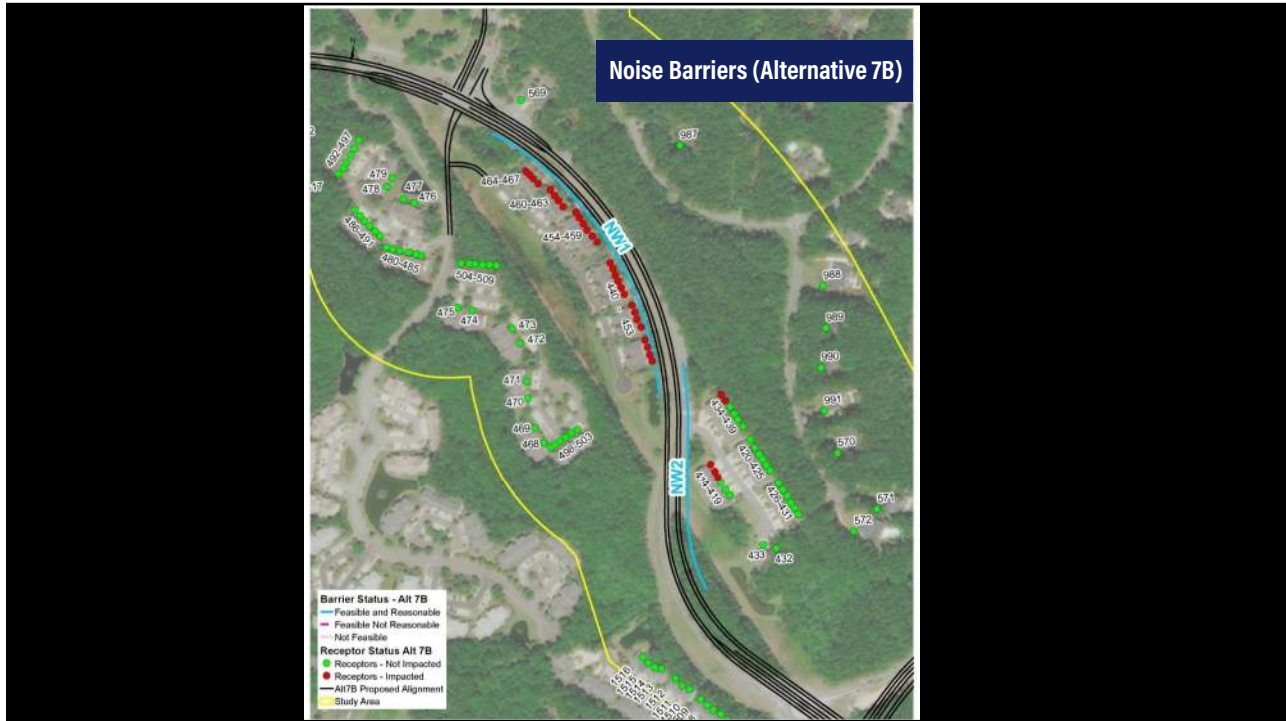 Noise Barriers (Alternative 7B)
N
569
987
492-497
479
478
477
476
464-467
460-463
454-459
NW1
486-491
480-485
504-509
440 - 453
475
474
473
472
471
470
469
468
498-503
988
989
990
991
570
571
572
434-439
420-425
426-431
414-419
433
432
NW2
Barrier Status - Alt 7B
Feasible and Reasonable
Feasible Not Reasonable
Not Feasible
Receptor Status Alt 7B
Receptors - Not Impacted
Receptors - Impacted
Alt7B Proposed Alignment
Study Area